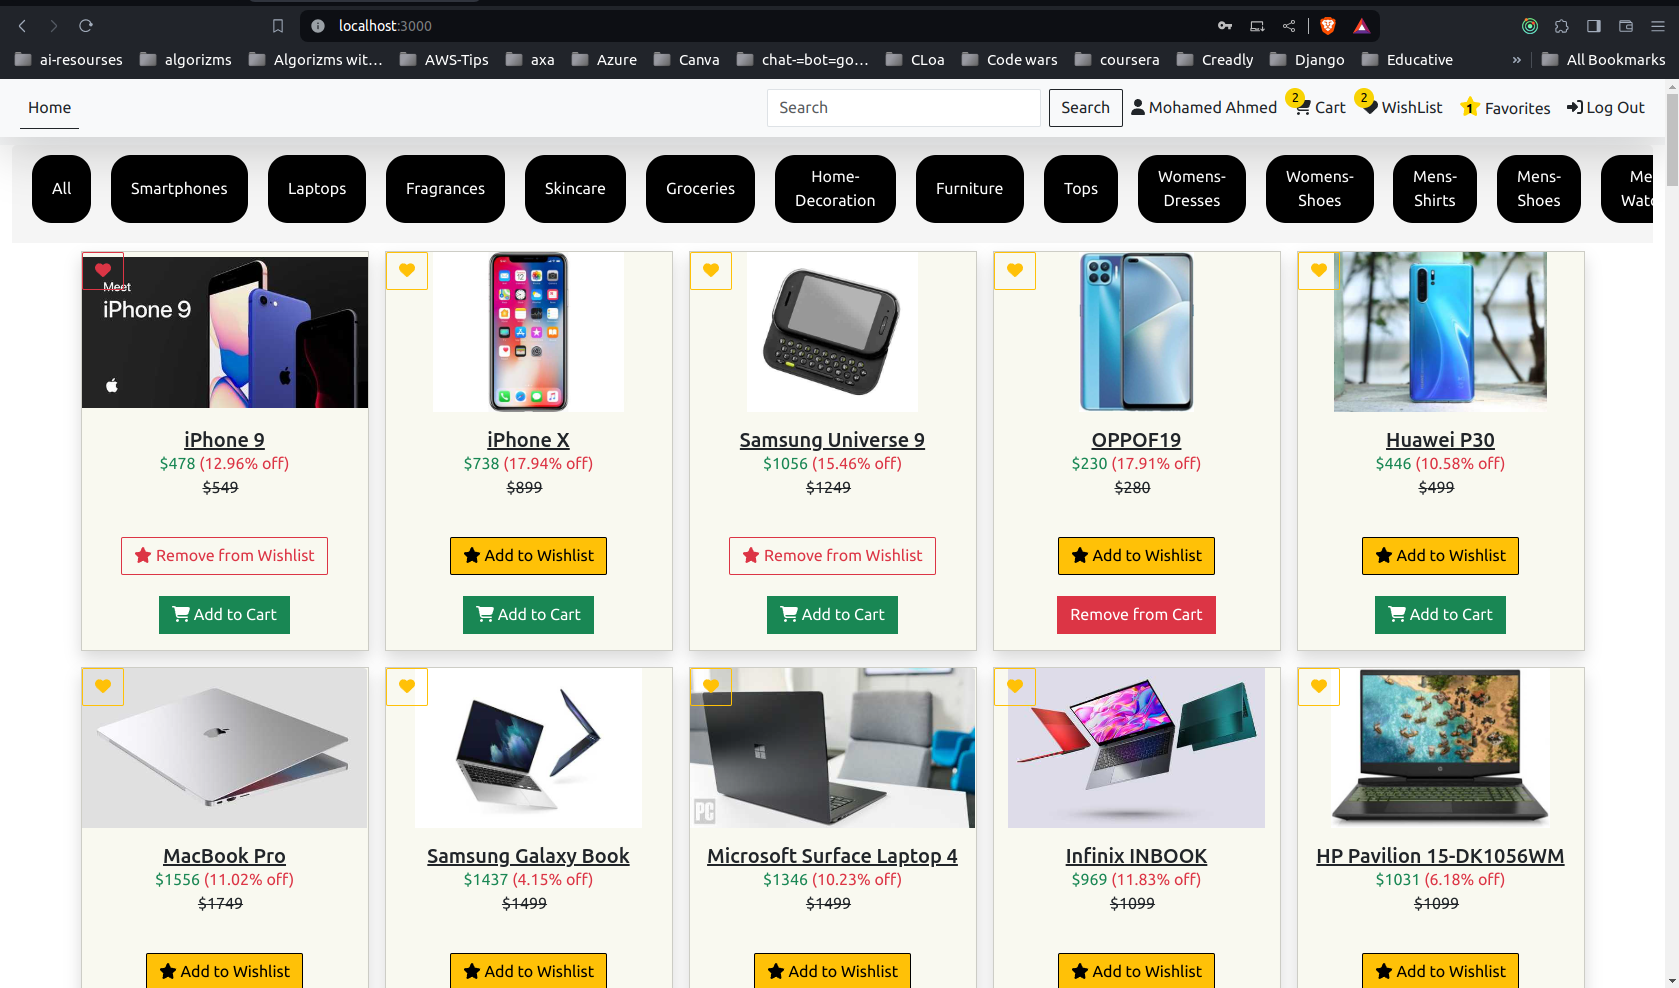 localhost:3000
ai-resourses algorizms Algorizms wit... AWS-Tips axa Azure Canva chat-=bot=go... CLoa Code wars coursera Creadly Django Educative » All Bookmarks
Home Search Search Mohamed Ahmed 2 Cart 2 WishList 1 Favorites Log Out
All Smartphones Laptops Fragrances Skincare Groceries Home- Furniture Tops Womens- Womens- Mens- Mens- Me
Decoration Dresses Shoes Shirts Shoes Wato
Meet
iPhone 9
iPhone 9 iPhone X Samsung Universe 9 OPPOF19 Huawei P30
$478 (12.96% off) $738 (17.94% off) $1056 (15.46% off) $230 (17.91% off) $446 (10.58% off)
$549 $899 $1249 $280 $499
Remove from Wishlist Add to Wishlist Remove from Wishlist Add to Wishlist Add to Wishlist
Add to Cart Add to Cart Add to Cart Remove from Cart Add to Cart
PC
MacBook Pro Samsung Galaxy Book Microsoft Surface Laptop 4 Infinix INBOOK HP Pavilion 15-DK1056WM
$1556 (11.02% off) $1437 (4.15% off) $1346 (10.23% off) $969 (11.83% off) $1031 (6.18% off)
$1749 $1499 $1499 $1099 $1099
Add to Wishlist Add to Wishlist Add to Wishlist Add to Wishlist Add to Wishlist